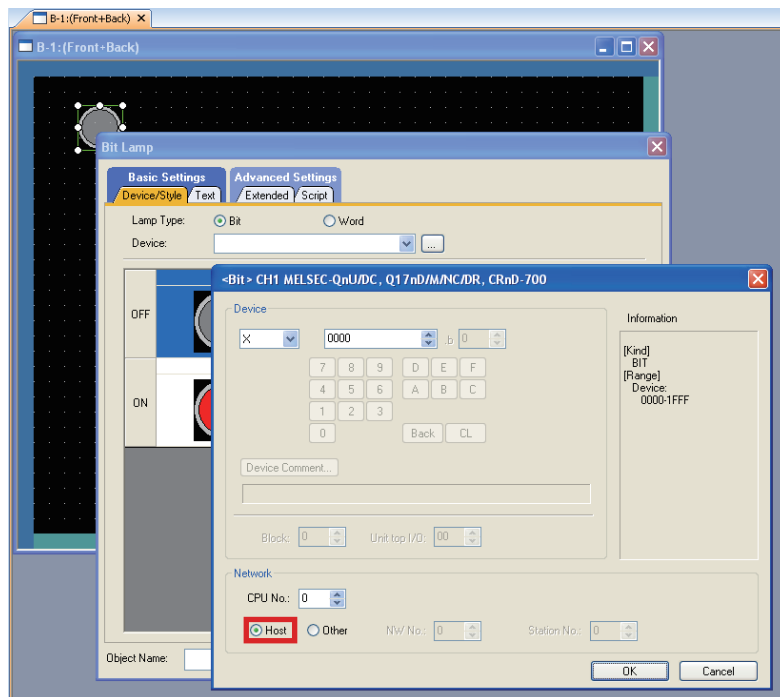 B-1:(Front+Back)
B-1:(Front+Back)
Bit Lamp
Basic Settings Advanced Settings
Device/Style Text Extended Script
Lamp Type: Bit Word
Device: ...
<Bit> CH1 MELSEC-QnU/DC, Q17nD/M/NC/DR, CRnD-700
OFF
ON
Device
X 0000 .b 0
7 8 9 D E F
4 5 6 A B C
1 2 3
0 Back CL
Device Comment...
Block: 0 Unit top I/O: 00
Information
[Kind]
BIT
[Range]
Device:
0000-1FFF
Network
CPU No.: 0
Host Other NW No.: 0 Station No.: 0
Object Name:
OK Cancel